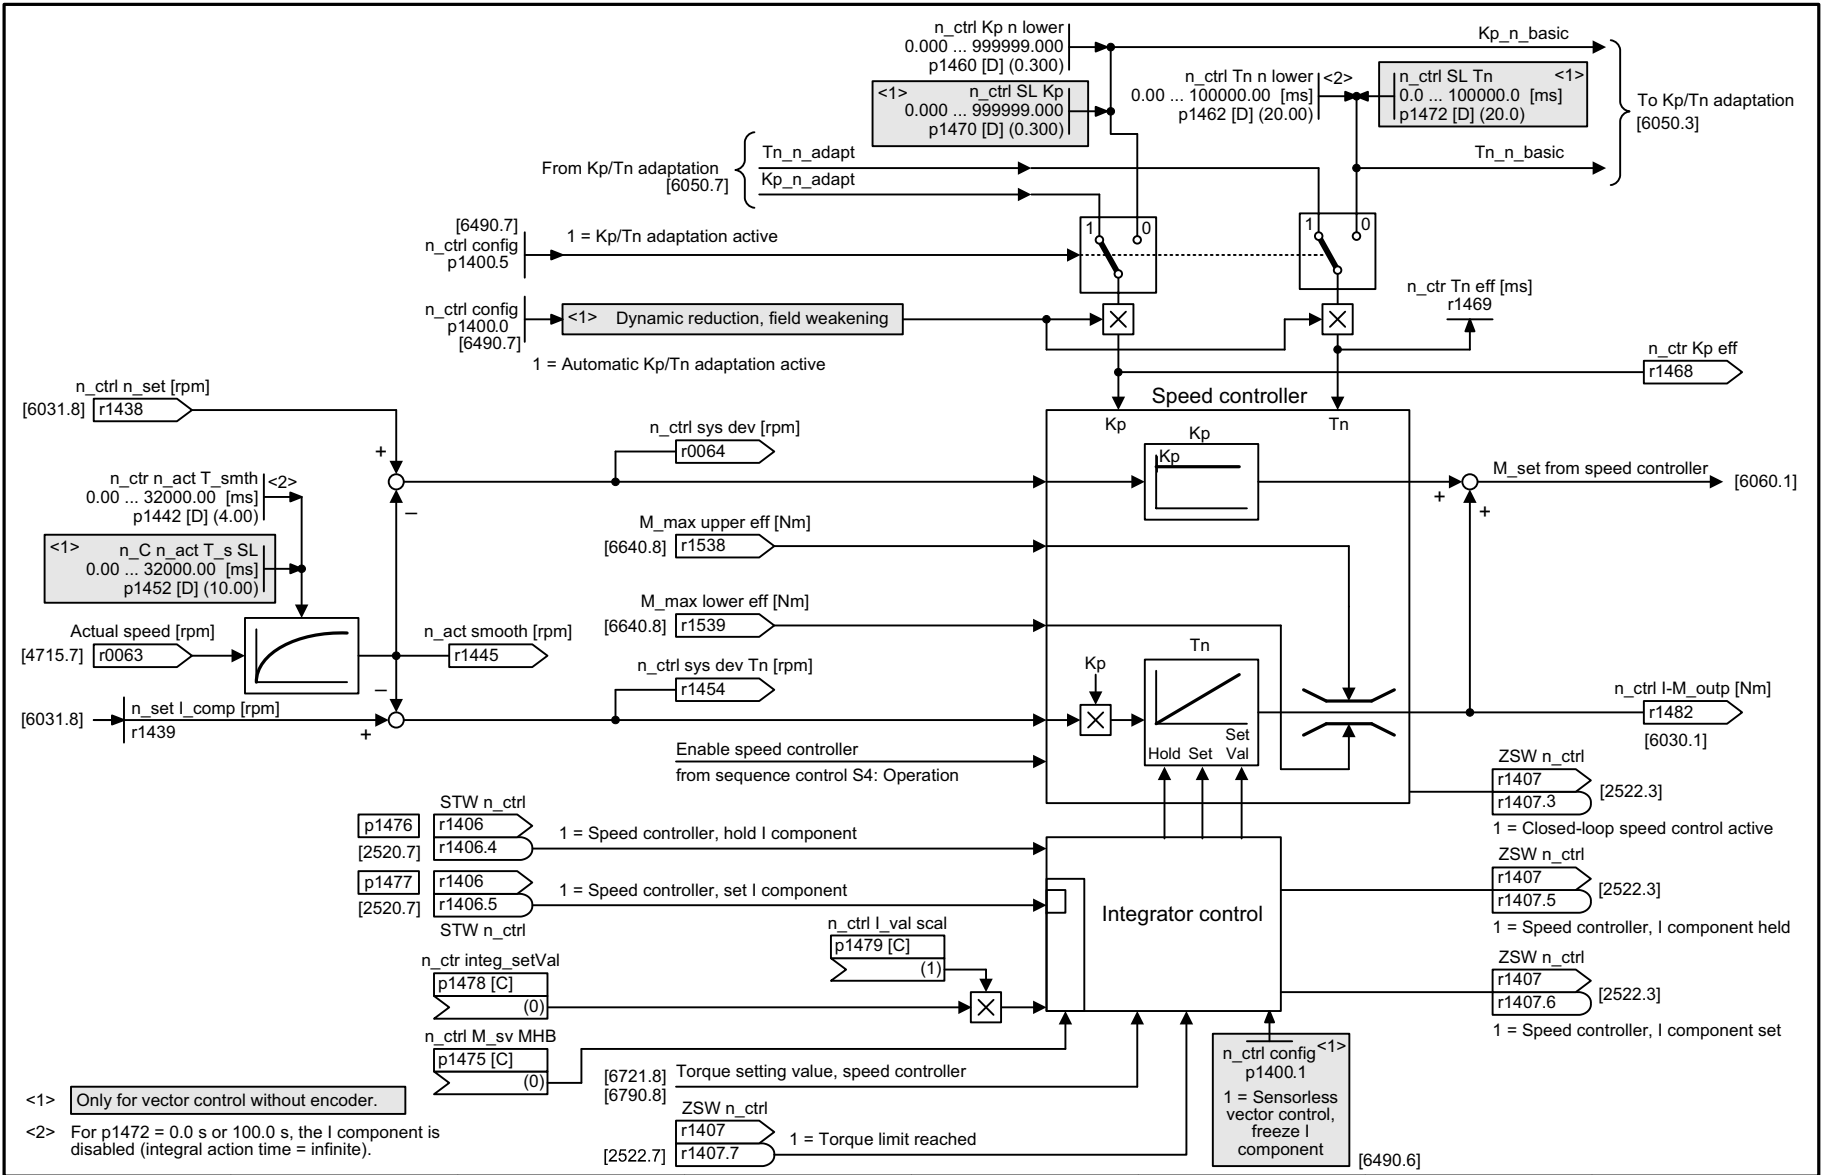 n_ctrl Kp n lower
0.000 ... 999999.000
p1460 [D] (0.300)
Kp_n_basic
<1> n_ctrl SL Kp
0.000 ... 999999.000
p1470 [D] (0.300)
n_ctrl Tn n lower <2>
0.00 ... 100000.00 [ms]
p1462 [D] (20.00)
n_ctrl SL Tn <1>
0.0 ... 100000.0 [ms]
p1472 [D] (20.0)
To Kp/Tn adaptation
[6050.3]
From Kp/Tn adaptation
[6050.7]
Tn_n_adapt
Kp_n_adapt
Tn_n_basic
[6490.7]
n_ctrl config
p1400.5
1 = Kp/Tn adaptation active
1 0
1 0
n_ctrl config
p1400.0
[6490.7]
<1> Dynamic reduction, field weakening
1 = Automatic Kp/Tn adaptation active
n_ctr Tn eff [ms]
r1469
n_ctr Kp eff
r1468
n_ctrl n_set [rpm]
[6031.8] r1438
+
n_ctrl sys dev [rpm]
r0064
Speed controller
Kp
Tn
Kp
Kp
M_set from speed controller
[6060.1]
+
+
n_ctr n_act T_smth <2>
0.00 ... 32000.00 [ms]
p1442 [D] (4.00)
–
<1> n_C n_act T_s SL
0.00 ... 32000.00 [ms]
p1452 [D] (10.00)
M_max upper eff [Nm]
[6640.8] r1538
M_max lower eff [Nm]
[6640.8] r1539
Actual speed [rpm]
[4715.7] r0063
n_act smooth [rpm]
r1445
–
n_ctrl sys dev Tn [rpm]
r1454
Kp
Tn
Hold Set Set
Val
[6031.8] n_set I_comp [rpm]
r1439
+
n_ctrl I-M_outp [Nm]
r1482
[6030.1]
Enable speed controller
from sequence control S4: Operation
ZSW n_ctrl
r1407
r1407.3
[2522.3]
1 = Closed-loop speed control active
STW n_ctrl
p1476 r1406
[2520.7] r1406.4
1 = Speed controller, hold I component
p1477 r1406
[2520.7] r1406.5
STW n_ctrl
1 = Speed controller, set I component
Integrator control
ZSW n_ctrl
r1407
r1407.5
[2522.3]
1 = Speed controller, I component held
n_ctrl I_val scal
p1479 [C]
(1)
n_ctr integ_setVal
p1478 [C]
(0)
ZSW n_ctrl
r1407
r1407.6
[2522.3]
1 = Speed controller, I component set
n_ctrl M_sv MHB
p1475 [C]
(0)
[6721.8]
[6790.8]
Torque setting value, speed controller
n_ctrl config <1>
p1400.1
1 = Sensorless
vector control,
freeze I
component
[6490.6]
ZSW n_ctrl
r1407
[2522.7] r1407.7
1 = Torque limit reached
<1> Only for vector control without encoder.
<2> For p1472 = 0.0 s or 100.0 s, the I component is
disabled (integral action time = infinite).